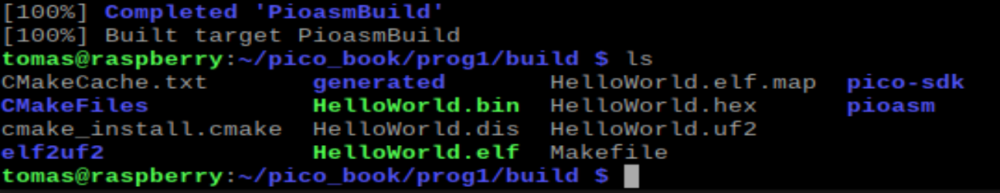 [100%] Completed 'PioasmBuild'
[100%] Built target PioasmBuild
tomas@raspberry:~/pico_book/prog1/build $ ls
CMakeCache.txt generated HelloWorld.elf.map pico-sdk
CMakeFiles HelloWorld.bin HelloWorld.hex pioasm
cmake_install.cmake HelloWorld.dis HelloWorld.uf2
elf2uf2 HelloWorld.elf Makefile
tomas@raspberry:~/pico_book/prog1/build $